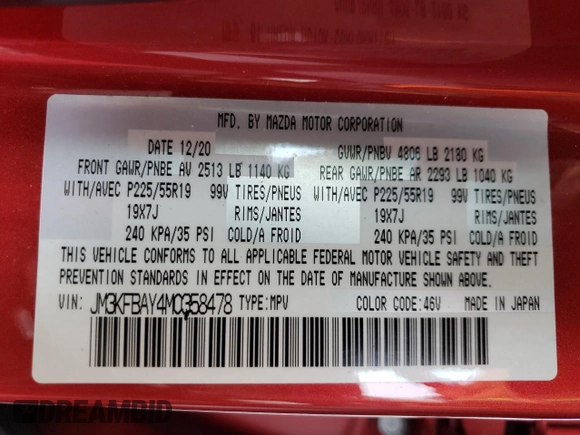 MFD. BY MAZDA MOTOR CORPORATION
DATE 12/20 GVWR/PNBV 4806 LB 2180 KG
FRONT GAWR/PNBE AV 2513 LB 1140 KG REAR GAWR/PNBE AR 2293 LB 1040 KG
WITH/AVEC P225/55R19 99V TIRES/PNEUS WITH/AVEC P225/55R19 99V TIRES/PNEUS
19X7J RIMS/JANTES 19X7J RIMS/JANTES
240 KPA/35 PSI COLD/A FROID 240 KPA/35 PSI COLD/A FROID
THIS VEHICLE CONFORMS TO ALL APPLICABLE FEDERAL MOTOR VEHICLE SAFETY AND THEFT
PREVENTION STANDARDS IN EFFECT ON THE DATE OF MANUFACTURE SHOWN ABOVE.
VIN: JM3KFBAY4M0358478 TYPE: MPV COLOR CODE: 46V MADE IN JAPAN
DREAMBID